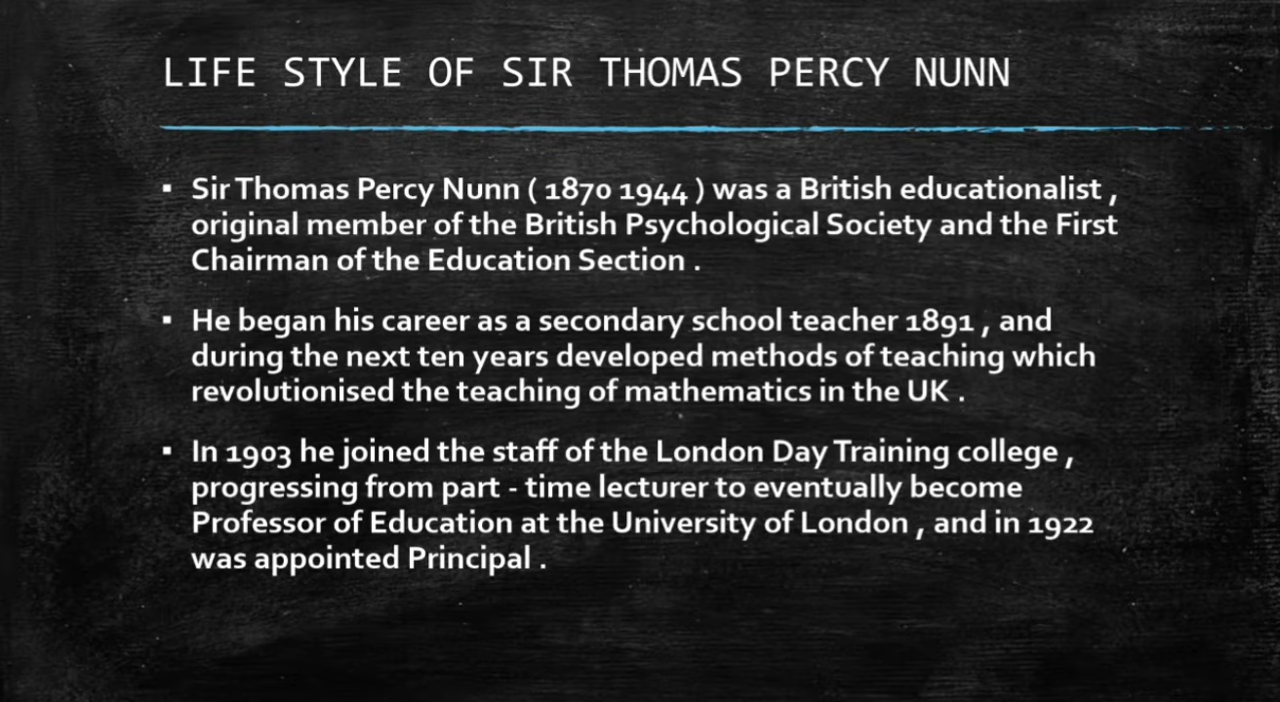 LIFE STYLE OF SIR THOMAS PERCY NUNN
▪ Sir Thomas Percy Nunn ( 1870 1944 ) was a British educationalist ,
original member of the British Psychological Society and the First
Chairman of the Education Section .
▪ He began his career as a secondary school teacher 1891 , and
during the next ten years developed methods of teaching which
revolutionised the teaching of mathematics in the UK .
▪ In 1903 he joined the staff of the London Day Training college ,
progressing from part - time lecturer to eventually become
Professor of Education at the University of London , and in 1922
was appointed Principal .